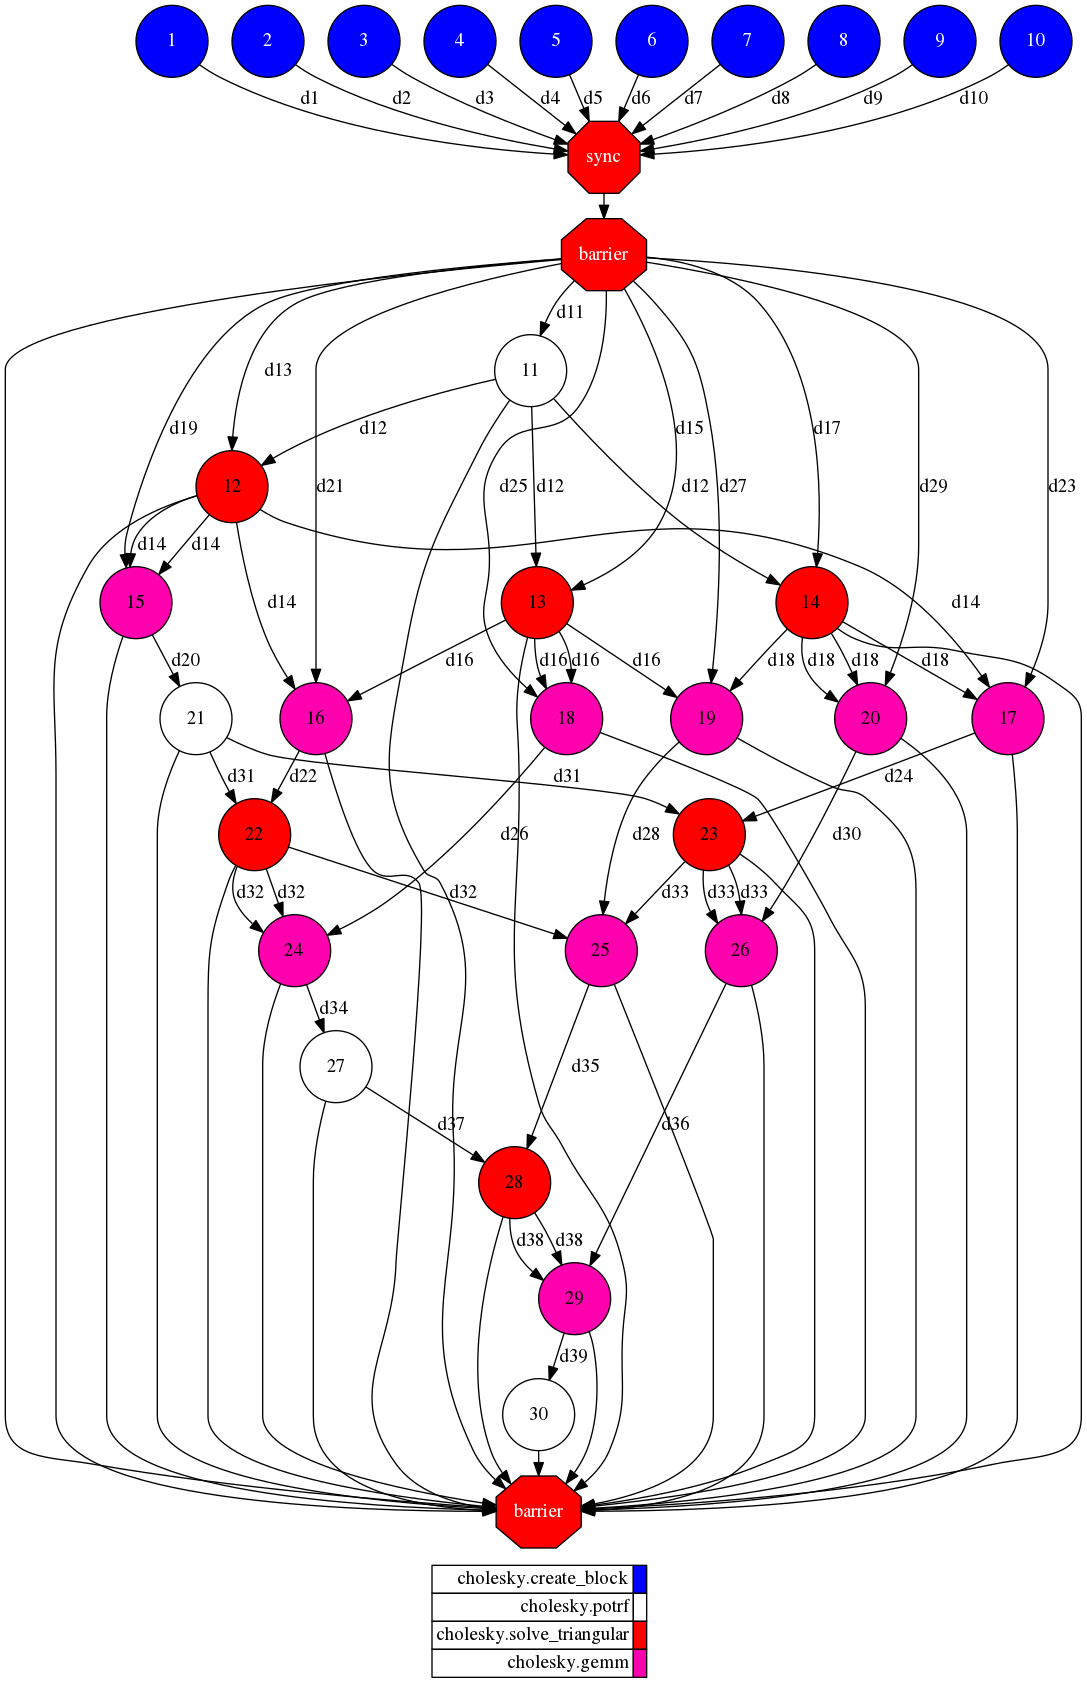 1 2 3 4 5 6 7 8 9 10
d1 d2 d3 d4 d5 d6 d7 d8 d9 d10
sync
barrier
d11
11
d13
d19 d12 d15 d17
12 d21 d25 d12 d12 d27 d29 d23
d14 d14
15 d14 13 14 d14
d20 d16 d16 d16 d16 d18 d18 d18 d18
21 16 18 19 20 17
d31 d22 d31 d24
22 d26 d28 23 d30
d32 d32 d32 d33 d33 d33
24 25 26
d34
27 d35
d37 d36
28
d38 d38
29
d39
30
barrier
cholesky.create_block
cholesky.potrf
cholesky.solve_triangular
cholesky.gemm